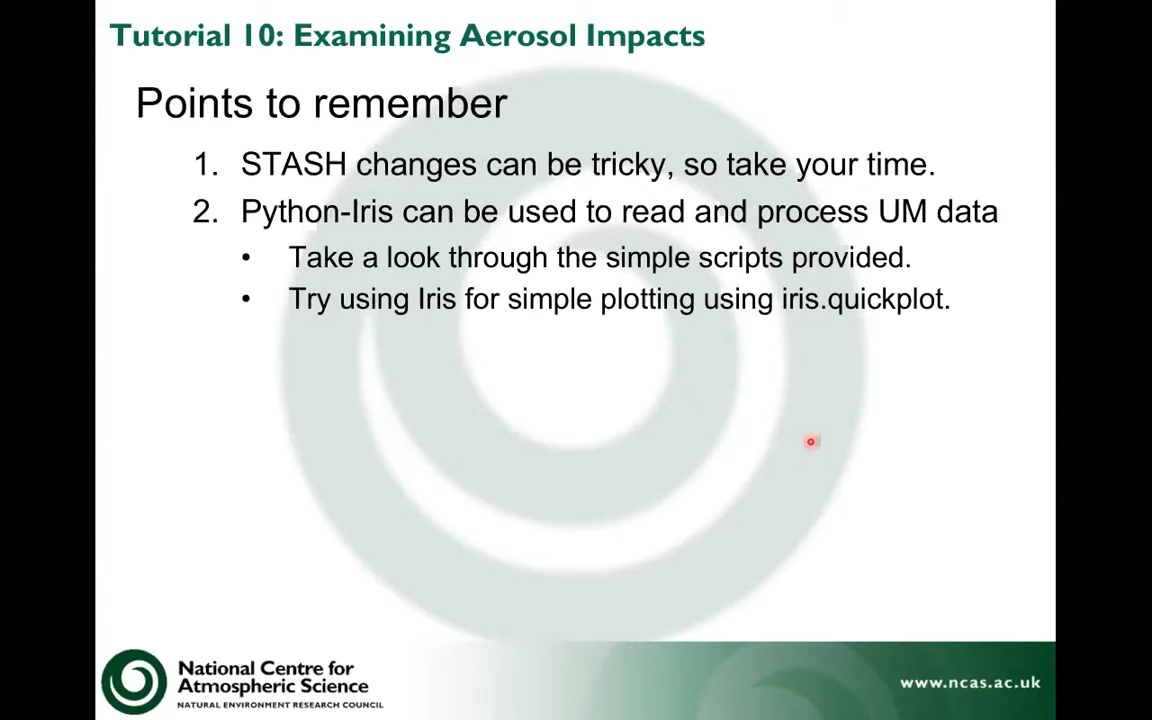 Tutorial 10: Examining Aerosol Impacts
Points to remember
1. STASH changes can be tricky, so take your time.
2. Python-Iris can be used to read and process UM data
• Take a look through the simple scripts provided.
• Try using Iris for simple plotting using iris.quickplot.
National Centre for
Atmospheric Science
NATURAL ENVIRONMENT RESEARCH COUNCIL
www.ncas.ac.uk